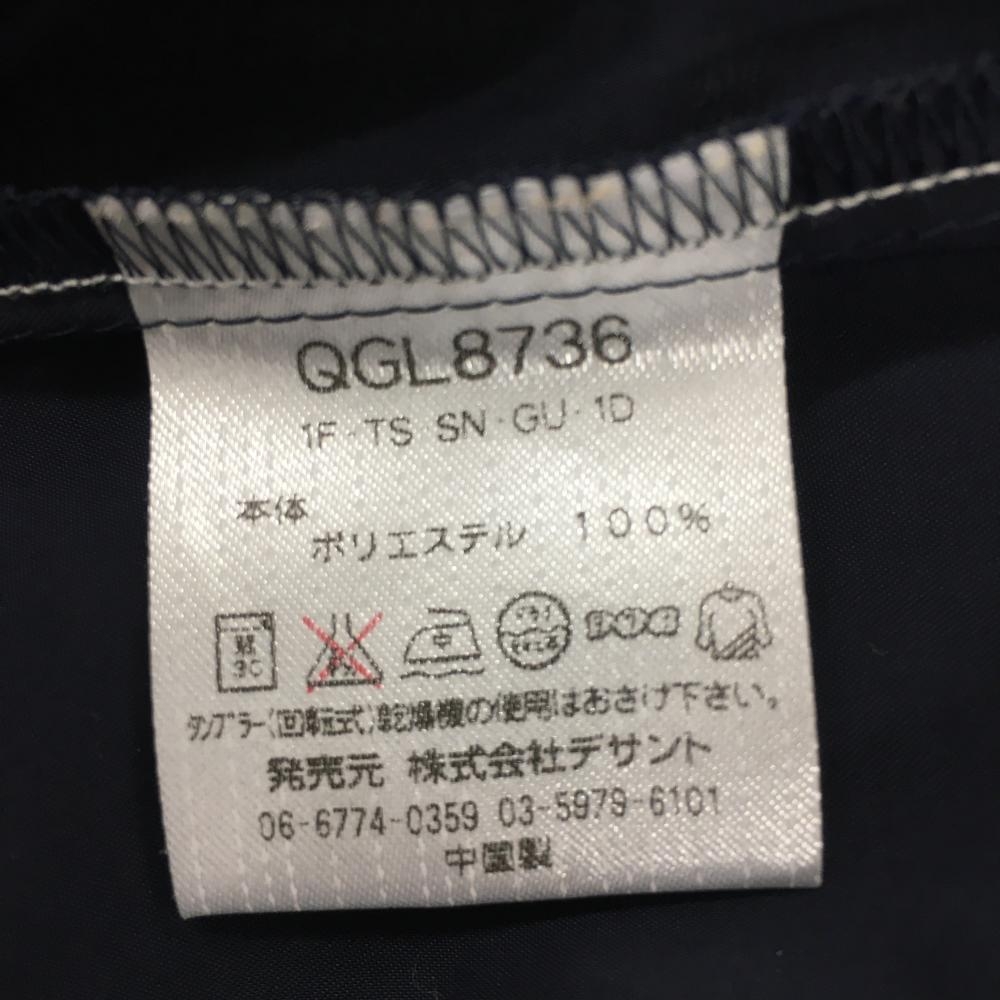 QGL8736
1F・TS SN・GU・1D
本体
ポリエステル 100%
中
タンブラー(回転式)乾燥機の使用はおさけ下さい。
発売元 株式会社デサント
06-6774-0359 03-5979-6101
中国製